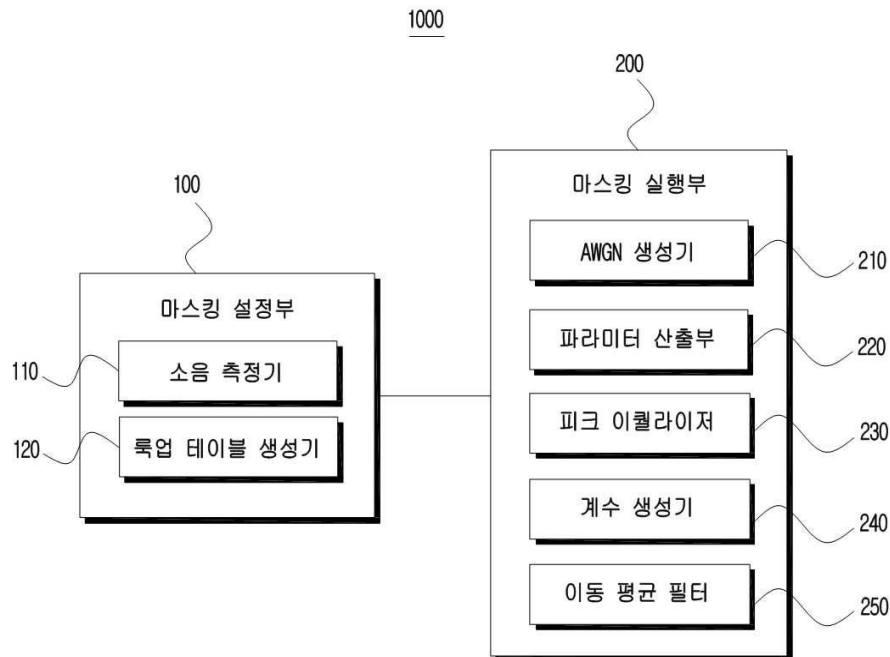 1000
200
마스킹 실행부
100
AWGN 생성기
210
마스킹 설정부
파라미터 산출부
220
110
소음 측정기
피크 이퀄라이저
230
120
룩업 테이블 생성기
계수 생성기
240
이동 평균 필터
250